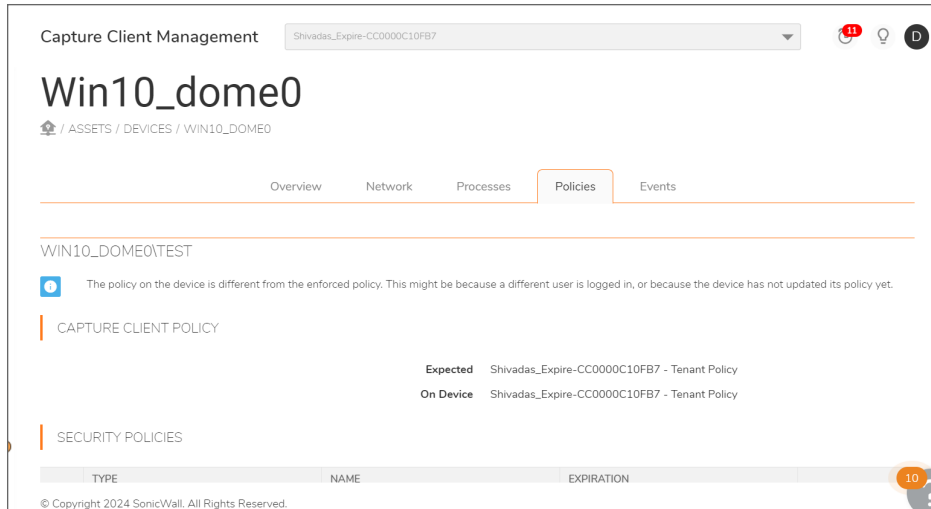 Capture Client Management
Shivadas_Expire-CC0000C10FB7
11
D
Win10_dome0
/ ASSETS / DEVICES / WIN10_DOME0
Overview Network Processes Policies Events
WIN10_DOME0\TEST
The policy on the device is different from the enforced policy. This might be because a different user is logged in, or because the device has not updated its policy yet.
CAPTURE CLIENT POLICY
Expected Shivadas_Expire-CC0000C10FB7 - Tenant Policy
On Device Shivadas_Expire-CC0000C10FB7 - Tenant Policy
SECURITY POLICIES
TYPE NAME EXPIRATION
10
© Copyright 2024 SonicWall. All Rights Reserved.